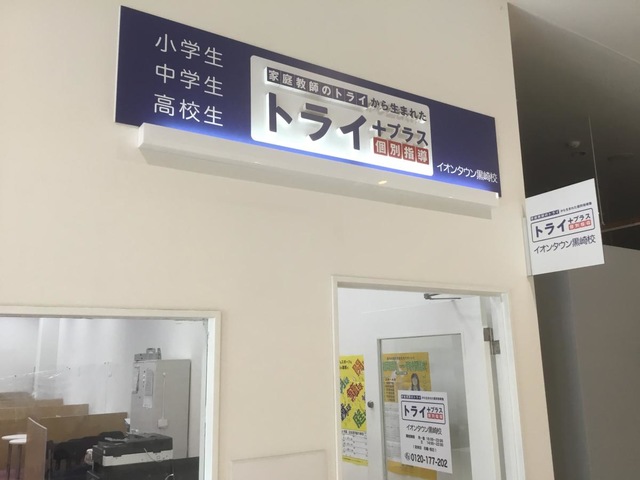 小学生
中学生
高校生
家庭教師のトライから生まれた
トライ+プラス
個別指導
イオンタウン黒崎校
トライ+プラス
個別指導
イオンタウン黒崎校
トライ+プラス
個別指導
イオンタウン黒崎校
0120-177-202